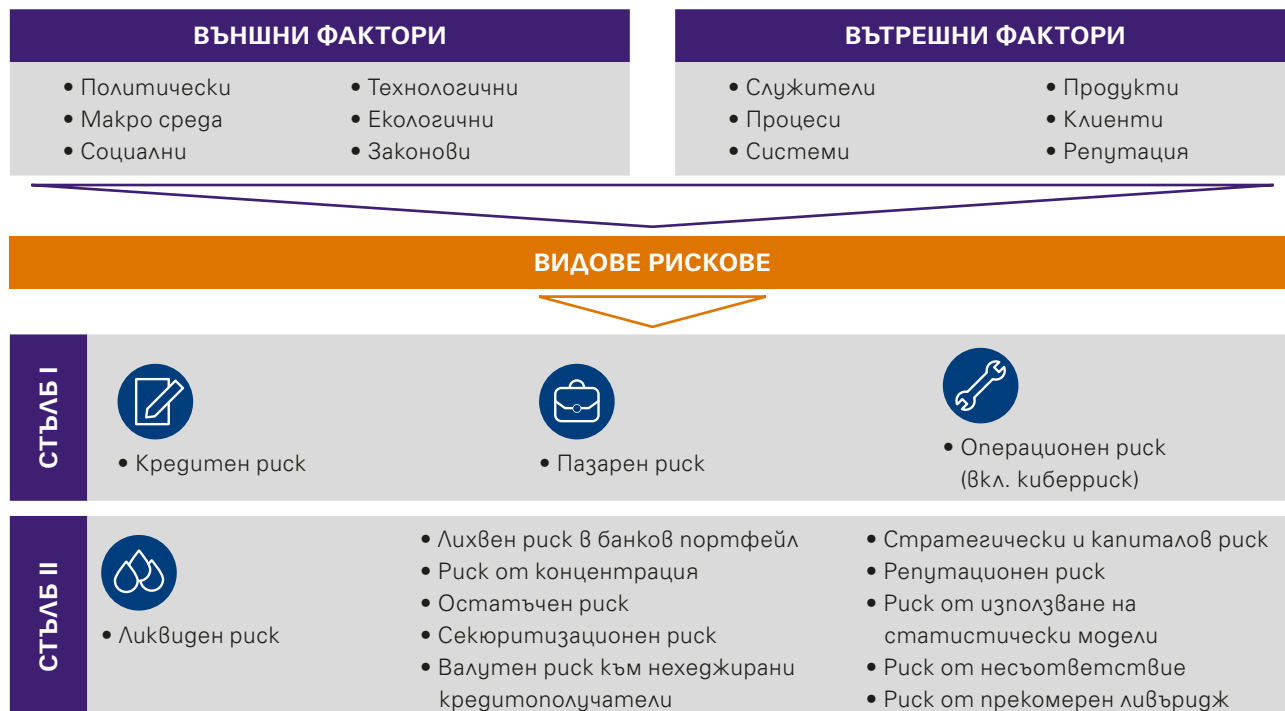 ВЪНШНИ ФАКТОРИ
• Политически
• Макро среда
• Социални
• Технологични
• Екологични
• Законови
ВЪТРЕШНИ ФАКТОРИ
• Служители
• Процеси
• Системи
• Продукти
• Клиенти
• Репутация
ВИДОВЕ РИСКОВЕ
СТЪЛБ I
• Кредитен риск
• Пазарен риск
• Операционен риск
(вкл. киберриск)
СТЪЛБ II
• Ликвиден риск
• Лихвен риск в банков портфейл
• Риск от концентрация
• Остатъчен риск
• Секюритизационен риск
• Валутен риск към нехеджирани
кредитополучатели
• Стратегически и капиталов риск
• Репутационен риск
• Риск от използване на
статистически модели
• Риск от несъответствие
• Риск от прекомерен ливъридж